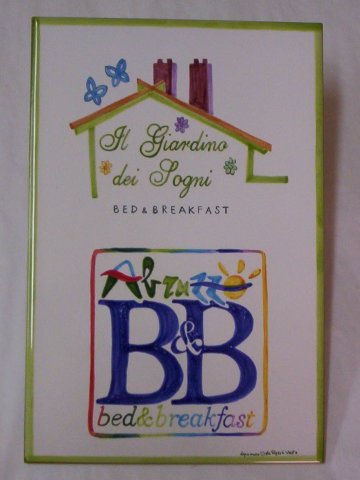 Il Giardino
dei Sogni
BED & BREAKFAST
Abruzzo
B&B
bed&breakfast